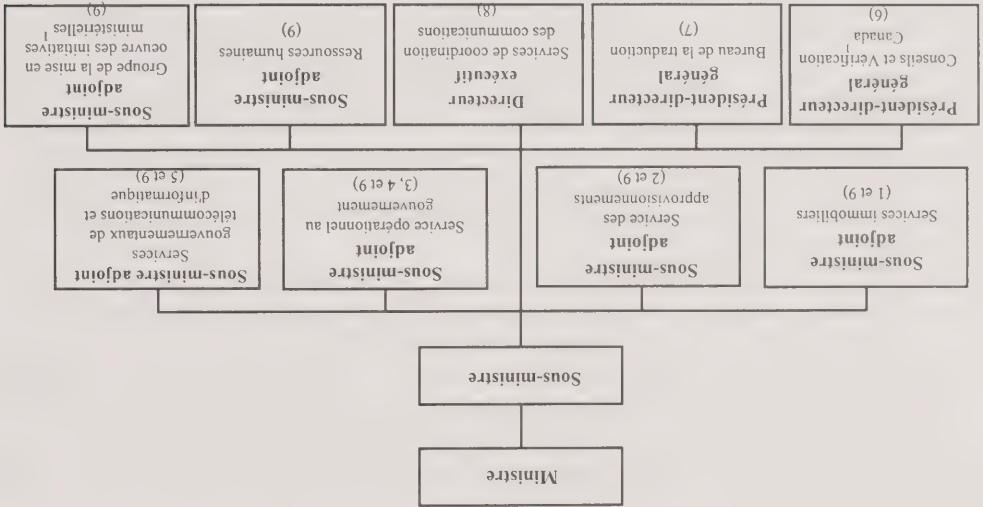 Ministre
Sous-ministre
Sous-ministre
adjoint
Services immobiliers
(1 et 9)
Sous-ministre
adjoint
Service des
approvisionnements
(2 et 9)
Sous-ministre
adjoint
Service opérationnel au
gouvernement
(3, 4 et 9)
Sous-ministre adjoint
Services
gouvernementaux de
télécommunications et
d'informatique
(5 et 9)
Président-directeur
général
Conseils et Vérification
Canada 1
(6)
Président-directeur
général
Bureau de la traduction
(7)
Directeur
exécutif
Services de coordination
des communications
(8)
Sous-ministre
adjoint
Ressources humaines
(9)
Sous-ministre
adjoint
Groupe de la mise en
oeuvre des initiatives
ministérielles 1
(9)